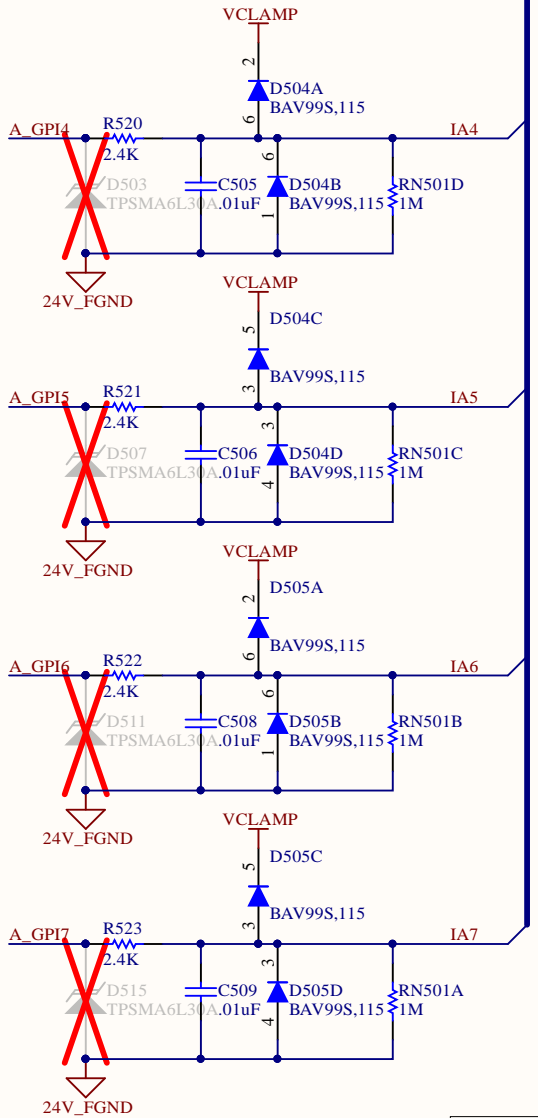 VCLAMP
2
D504A
BAV99S,115
6
A_GPI4
R520
2.4K
IA4
D503
TPSMA6L30A
C505
.01uF
6
D504B
BAV99S,115
1
RN501D
1M
24V_FGND
VCLAMP
5
D504C
BAV99S,115
3
A_GPI5
R521
2.4K
IA5
D507
TPSMA6L30A
C506
.01uF
3
D504D
BAV99S,115
4
RN501C
1M
24V_FGND
VCLAMP
2
D505A
BAV99S,115
6
A_GPI6
R522
2.4K
IA6
D511
TPSMA6L30A
C508
.01uF
6
D505B
BAV99S,115
1
RN501B
1M
24V_FGND
VCLAMP
5
D505C
BAV99S,115
3
A_GPI7
R523
2.4K
IA7
D515
TPSMA6L30A
C509
.01uF
3
D505D
BAV99S,115
4
RN501A
1M
24V_FGND